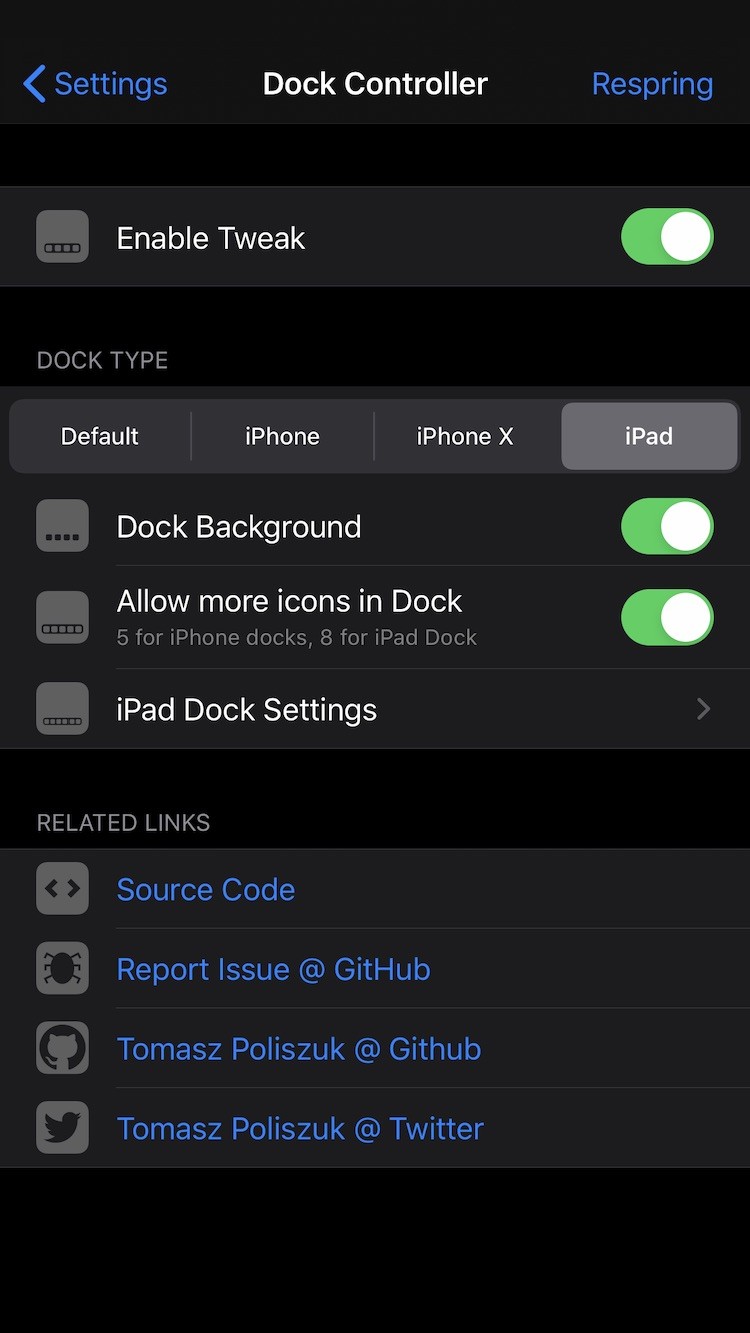 Settings
Dock Controller
Respring
Enable Tweak
DOCK TYPE
Default
iPhone
iPhone X
iPad
Dock Background
Allow more icons in Dock
5 for iPhone docks, 8 for iPad Dock
iPad Dock Settings
RELATED LINKS
Source Code
Report Issue @ GitHub
Tomasz Poliszuk @ Github
Tomasz Poliszuk @ Twitter